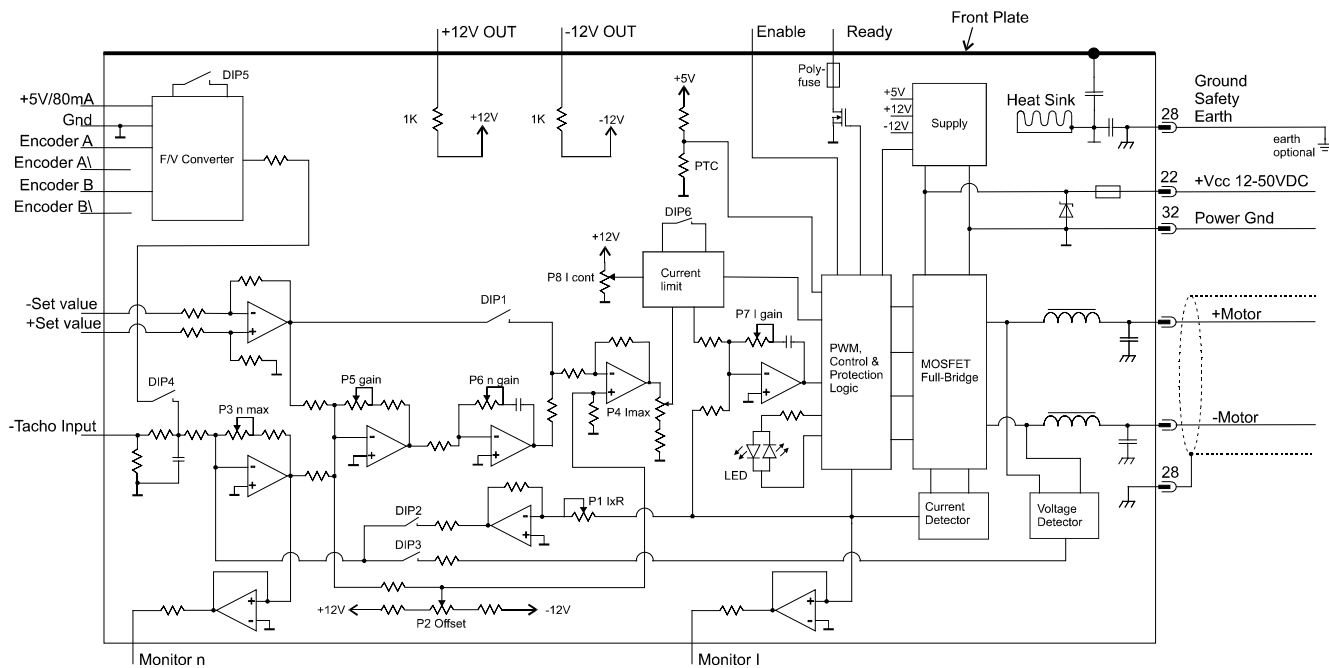 +12V OUT
-12V OUT
Enable
Ready
Front Plate
DIP5
Poly-
fuse
+5V/80mA
Gnd
Encoder A
Encoder A\
Encoder B
Encoder B\
F/V Converter
1K
+12V
1K
-12V
+5V
PTC
+5V
+12V
-12V
Supply
Heat Sink
28
Ground
Safety
Earth
earth
optional
22
+Vcc 12-50VDC
32
Power Gnd
DIP6
+12V
P8 I cont
Current
limit
-Set value
+Set value
DIP1
P7 I gain
PWM,
Control &
Protection
Logic
MOSFET
Full-Bridge
+Motor
DIP4
P5 gain
P6 n gain
P3 n max
P4 Imax
-Tacho Input
-Motor
LED
28
P1 IxR
DIP2
DIP3
Current
Detector
Voltage
Detector
+12V
-12V
P2 Offset
Monitor n
Monitor I